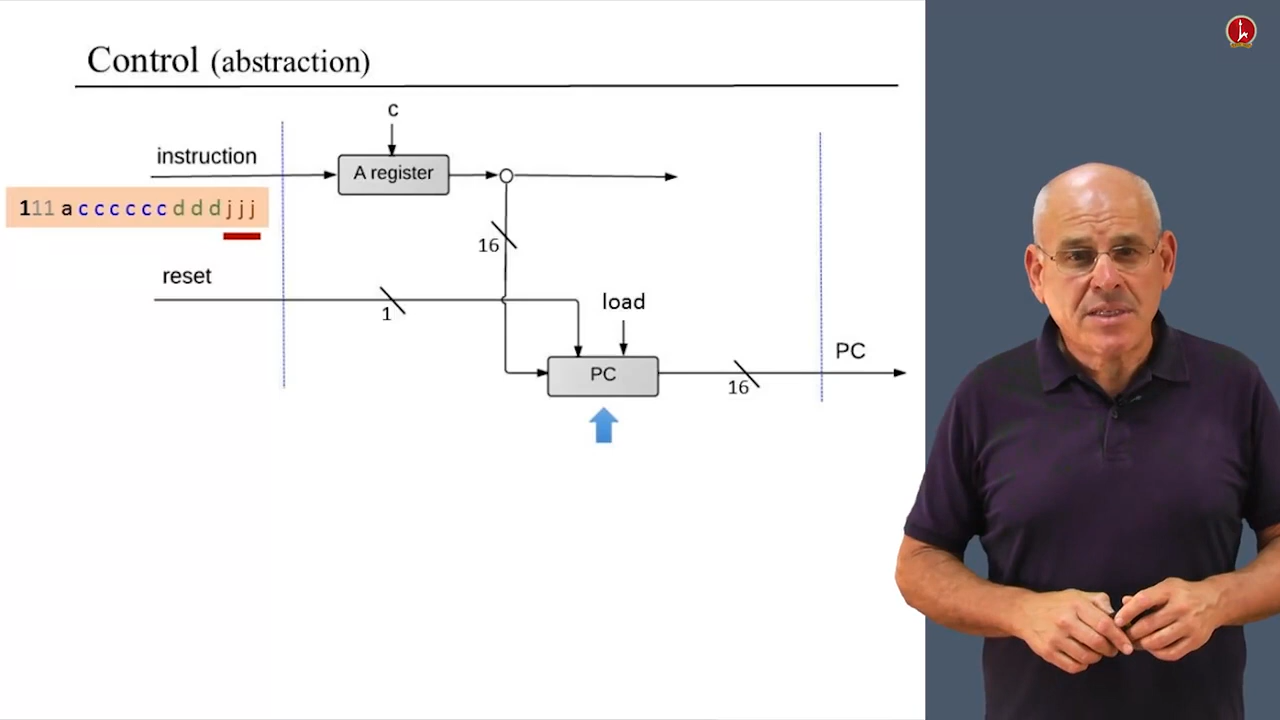 Control (abstraction)
c
instruction
A register
111 a c c c c c c d d d j j j
16
reset
load
1
PC
PC
16